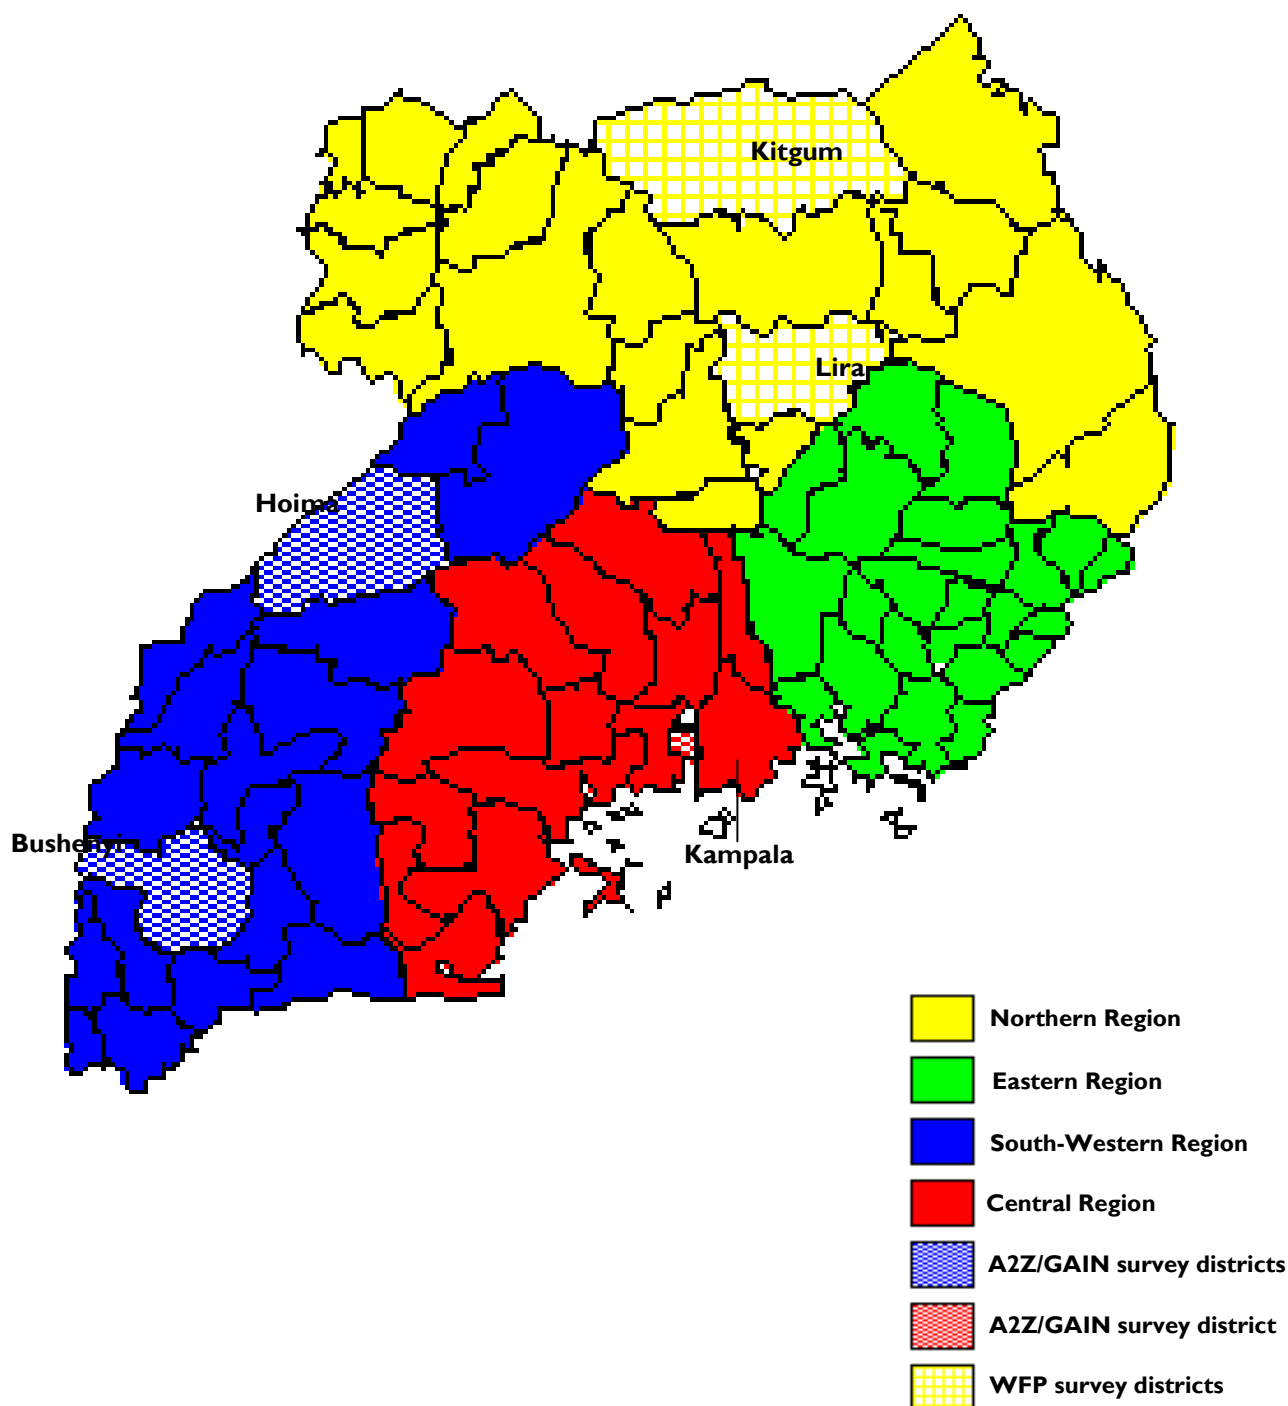 Kitgum
Lira
Hoima
Bushenyi
Kampala
Northern Region
Eastern Region
South-Western Region
Central Region
A2Z/GAIN survey districts
A2Z/GAIN survey district
WFP survey districts